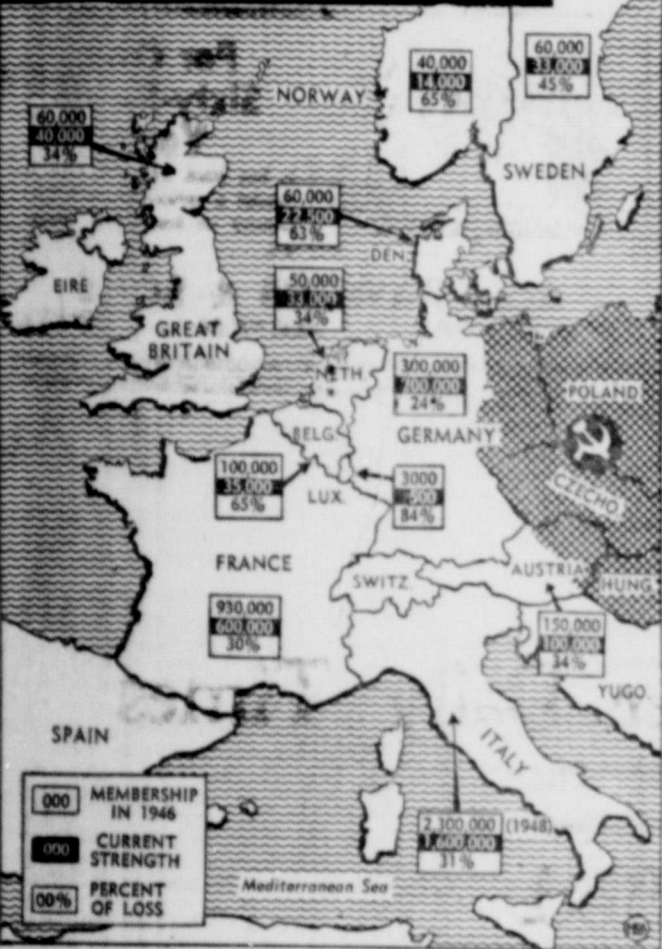 40,000
14,000
65%
60,000
33,000
45%
NORWAY
60,000
40,000
34%
SWEDEN
60,000
22,500
63%
DEN.
EIRE
50,000
33,000
34%
GREAT
BRITAIN
NETH.
300,000
200,000
24%
POLAND
BELG.
GERMANY
100,000
35,000
65%
LUX.
3000
500
84%
CZECHO
FRANCE
SWITZ.
AUSTRIA
HUNG.
930,000
600,000
30%
150,000
100,000
34%
YUGO.
SPAIN
ITALY
000 MEMBERSHIP
IN 1946
000 CURRENT
STRENGTH
00% PERCENT
OF LOSS
2,300,000 (1948)
1,600,000
31%
Mediterranean Sea